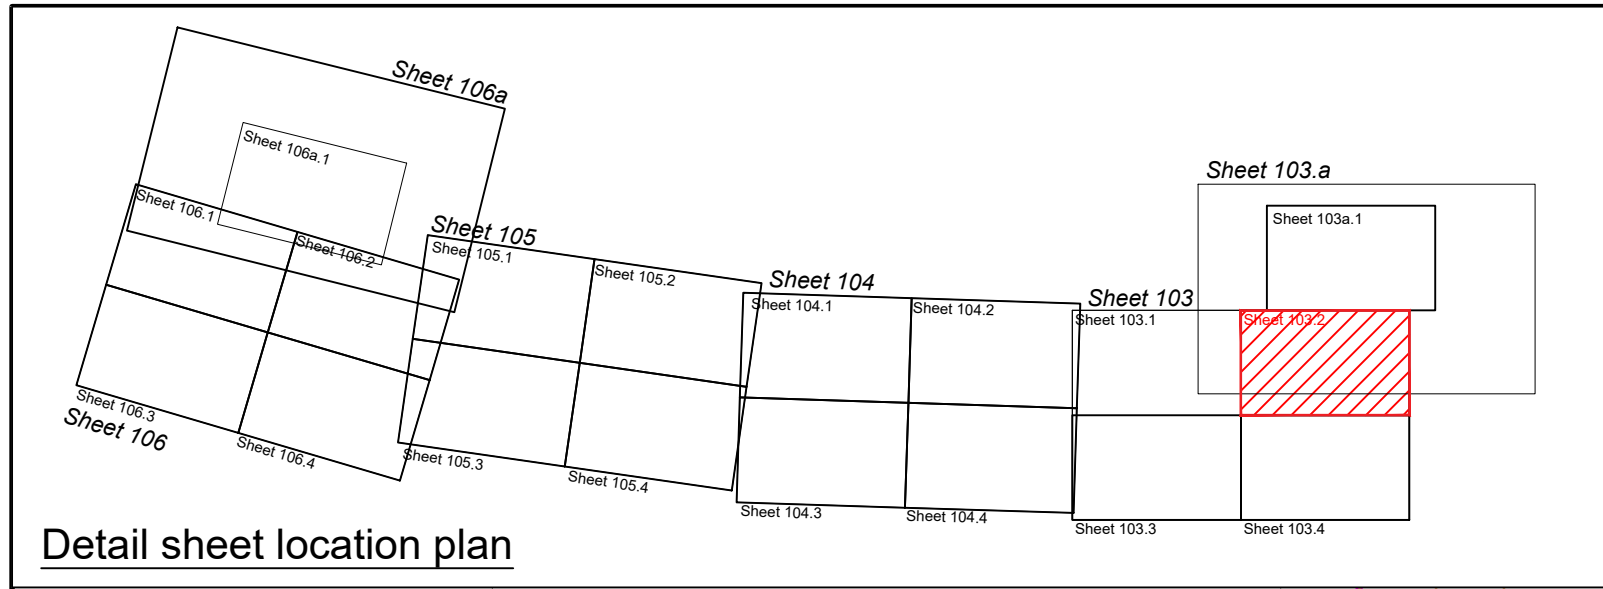 Sheet 106a
Sheet 106a.1
Sheet 106.1
Sheet 106.2
Sheet 106.3
Sheet 106
Sheet 106.4
Sheet 105
Sheet 105.1
Sheet 105.2
Sheet 105.3
Sheet 105.4
Sheet 104
Sheet 104.1
Sheet 104.2
Sheet 104.3
Sheet 104.4
Sheet 103
Sheet 103.1
Sheet 103.a
Sheet 103a.1
Sheet 103.2
Sheet 103.3
Sheet 103.4
Detail sheet location plan